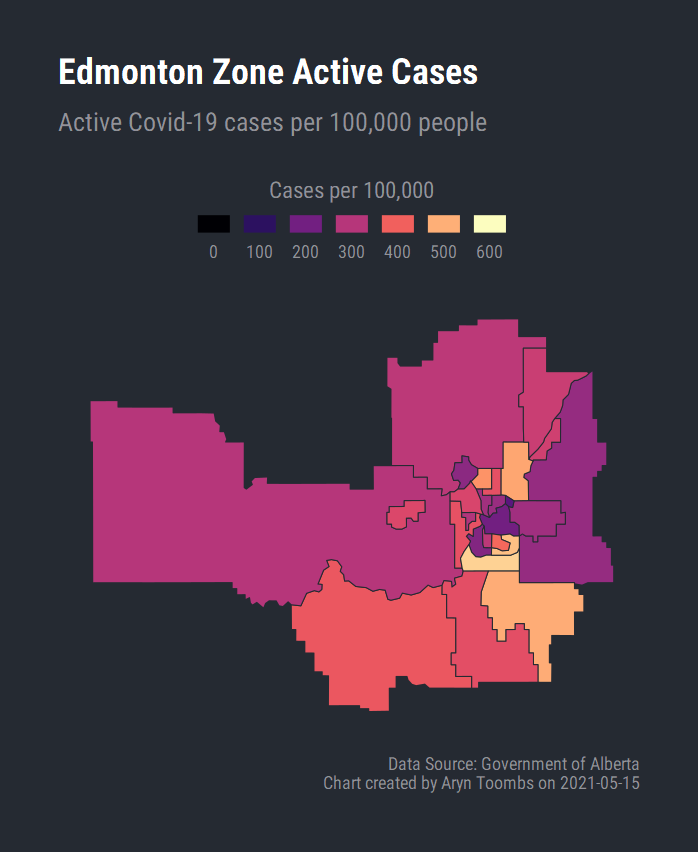 Edmonton Zone Active Cases
Active Covid-19 cases per 100,000 people
Cases per 100,000
0 100 200 300 400 500 600
Data Source: Government of Alberta
Chart created by Aryn Toombs on 2021-05-15